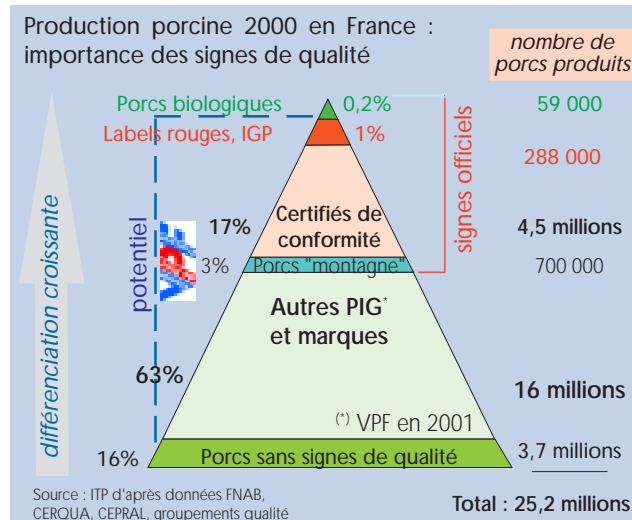 Production porcine 2000 en France :
importance des signes de qualité
nombre de
porcs produits
Porcs biologiques 0,2% 59 000
Labels rouges, IGP 1% 288 000
signes officiels
différenciation croissante
potentiel
17% Certifiés de
conformité
4,5 millions
3% Porcs "montagne" 700 000
Autres PIG*
et marques
63% 16 millions
(*) VPF en 2001
16% Porcs sans signes de qualité 3,7 millions
Source : ITP d'après données FNAB,
CERQUA, CEPRAL, groupements qualité
Total : 25,2 millions